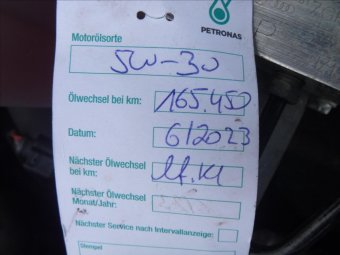 PETRONAS
Motorölsorte
5W-30
Ölwechsel bei km: 165.450
Datum: 6/2023
Nächster Ölwechsel
bei km:
Nächster Ölwechsel
Monat/Jahr:
Nächster Service nach Intervallanzeige:
Stempel